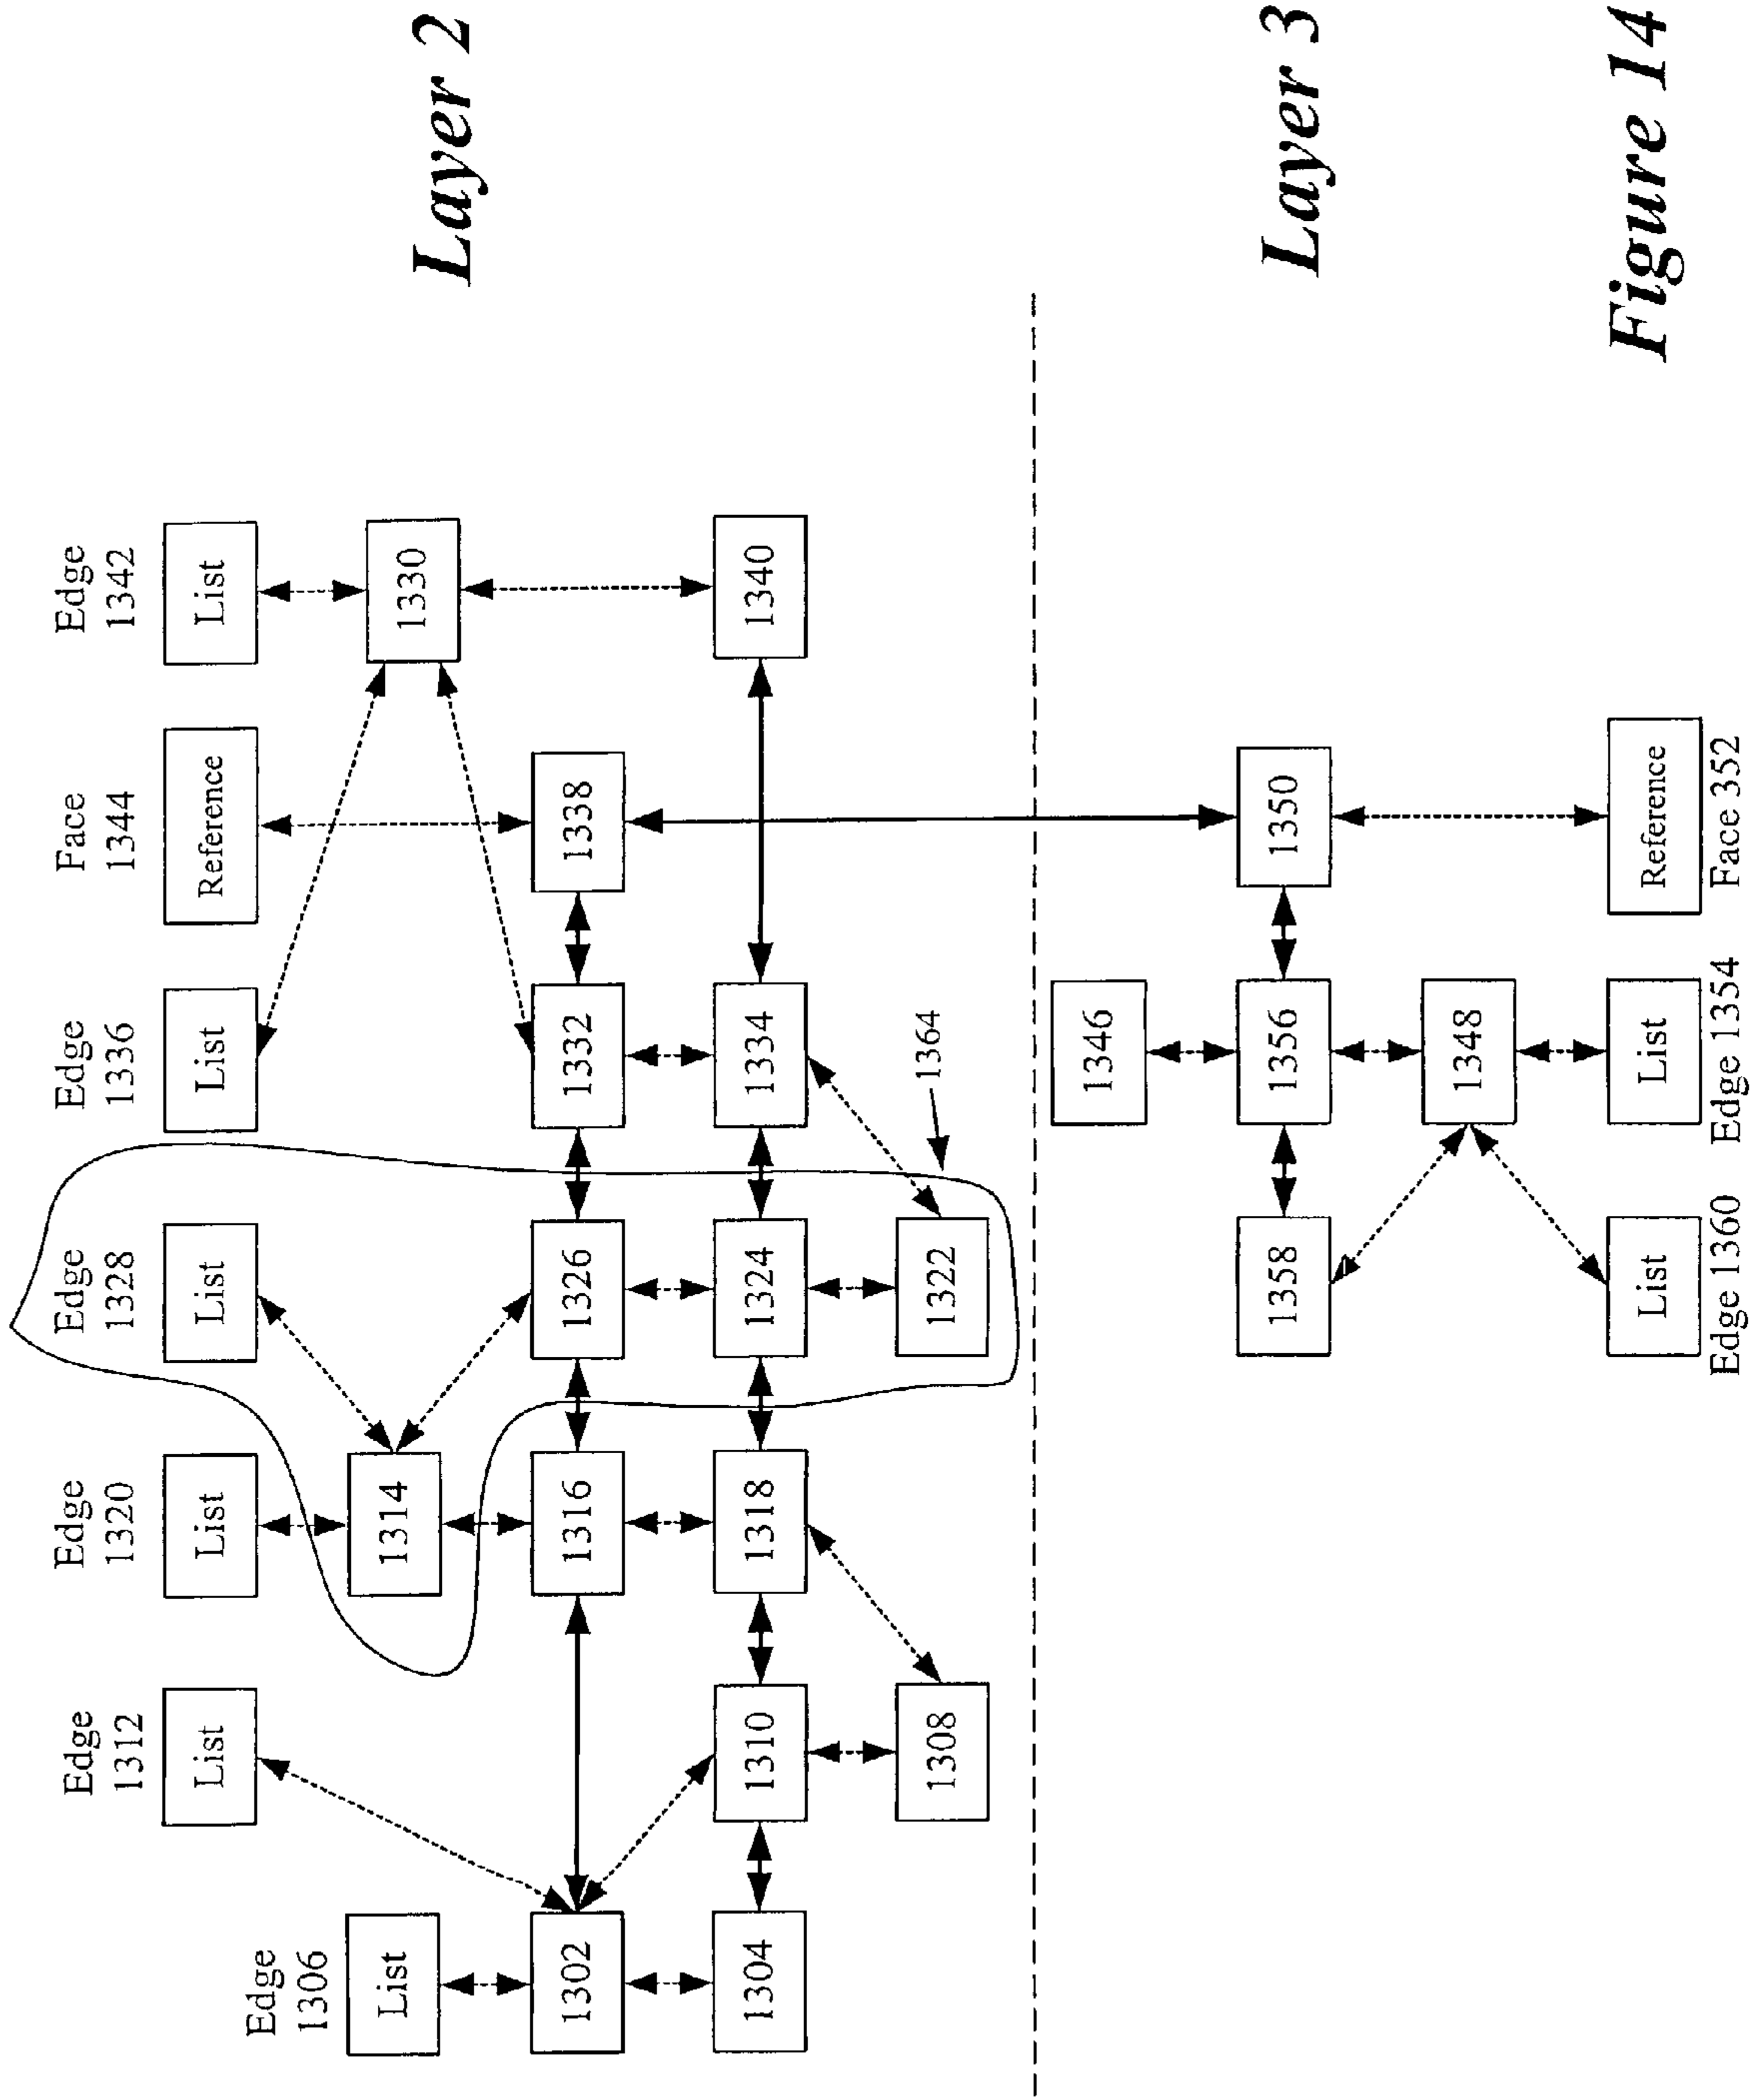 Edge
1306
Edge
1312
Edge
1320
Edge
1328
Edge
1336
Face
1344
Edge
1342
List
List
List
List
Reference
List
List
1314
1330
Layer 2
1302
1316
1326
1332
1338
1304
1310
1318
1324
1334
1340
1308
1322
1364
1346
1358
1356
1350
Layer 3
1348
List
List
Reference
Edge 1360
Edge 1354
Face 352
Figure 14